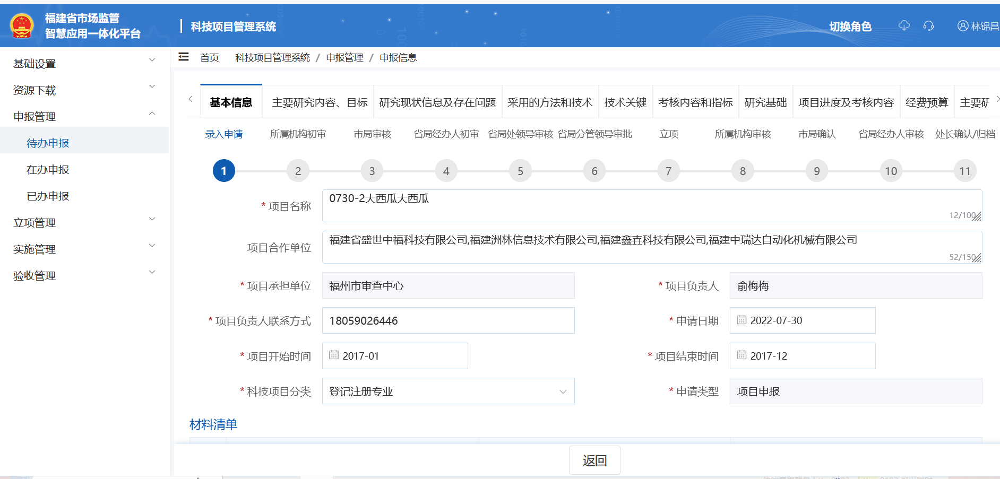 福建省市场监管
智慧应用一体化平台
科技项目管理系统
切换角色
林锦昌
基础设置
资源下载
申报管理
待办申报
在办申报
已办申报
立项管理
实施管理
验收管理
首页 科技项目管理系统 / 申报管理 / 申报信息
基本信息 主要研究内容、目标 研究现状信息及存在问题 采用的方法和技术 技术关键 考核内容和指标 研究基础 项目进度及考核内容 经费预算 主要研
录入申请 所属机构初审 市局审核 省局经办人初审 省局处领导审核 省局分管领导审批 立项 所属机构审核 市局确认 省局经办人审核 处长确认/归档
1 2 3 4 5 6 7 8 9 10 11
* 项目名称 0730-2大西瓜大西瓜
12/100
项目合作单位 福建省盛世中福科技有限公司,福建洲林信息技术有限公司,福建鑫垚科技有限公司,福建中瑞达自动化机械有限公司
52/150
* 项目承担单位 福州市审查中心 * 项目负责人 俞梅梅
* 项目负责人联系方式 18059026446 * 申请日期 2022-07-30
* 项目开始时间 2017-01 * 项目结束时间 2017-12
* 科技项目分类 登记注册专业 * 申请类型 项目申报
材料清单
返回